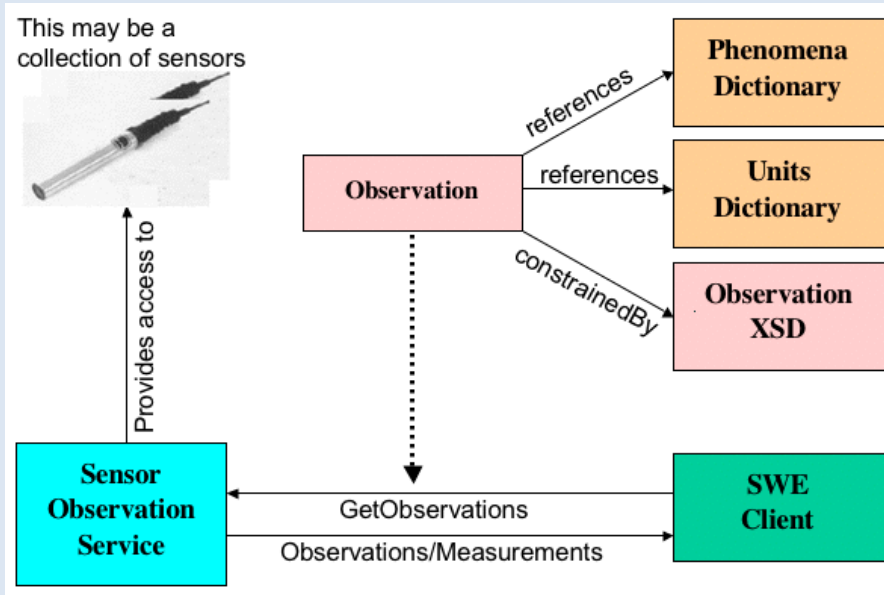 This may be a
collection of sensors
Phenomena
Dictionary
references
Observation
references
Units
Dictionary
constrainedBy
Observation
XSD
Provides access to
Sensor
Observation
Service
GetObservations
Observations/Measurements
SWE
Client